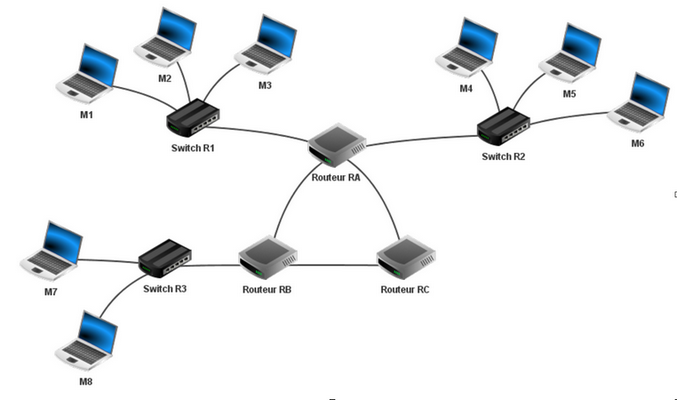 M1
M2
M3
Switch R1
M4
M5
M6
Switch R2
Routeur RA
M7
Switch R3
Routeur RB
Routeur RC
M8